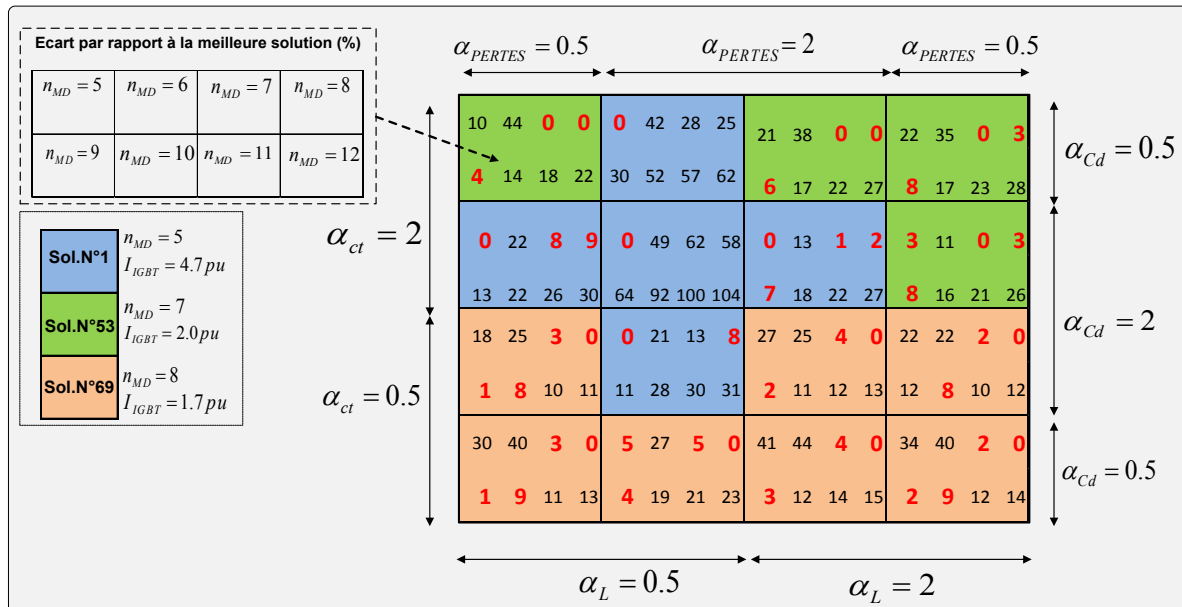 Ecart par rapport à la meilleure solution (%)
n_MD = 5 n_MD = 6 n_MD = 7 n_MD = 8
n_MD = 9 n_MD = 10 n_MD = 11 n_MD = 12
Sol.N°1 n_MD = 5
I_IGBT = 4.7 pu
Sol.N°53 n_MD = 7
I_IGBT = 2.0 pu
Sol.N°69 n_MD = 8
I_IGBT = 1.7 pu
α_PERTES = 0.5 α_PERTES = 2 α_PERTES = 0.5
10 44 0 0 0 42 28 25 21 38 0 0 22 35 0 3
4 14 18 22 30 52 57 62 6 17 22 27 8 17 23 28
α_Cd = 0.5
α_ct = 2
0 22 8 9 0 49 62 58 0 13 1 2 3 11 0 3
13 22 26 30 64 92 100 104 7 18 22 27 8 16 21 26
α_Cd = 2
18 25 3 0 0 21 13 8 27 25 4 0 22 22 2 0
1 8 10 11 11 28 30 31 2 11 12 13 12 8 10 12
α_ct = 0.5
30 40 3 0 5 27 5 0 41 44 4 0 34 40 2 0
1 9 11 13 4 19 21 23 3 12 14 15 2 9 12 14
α_Cd = 0.5
α_L = 0.5 α_L = 2